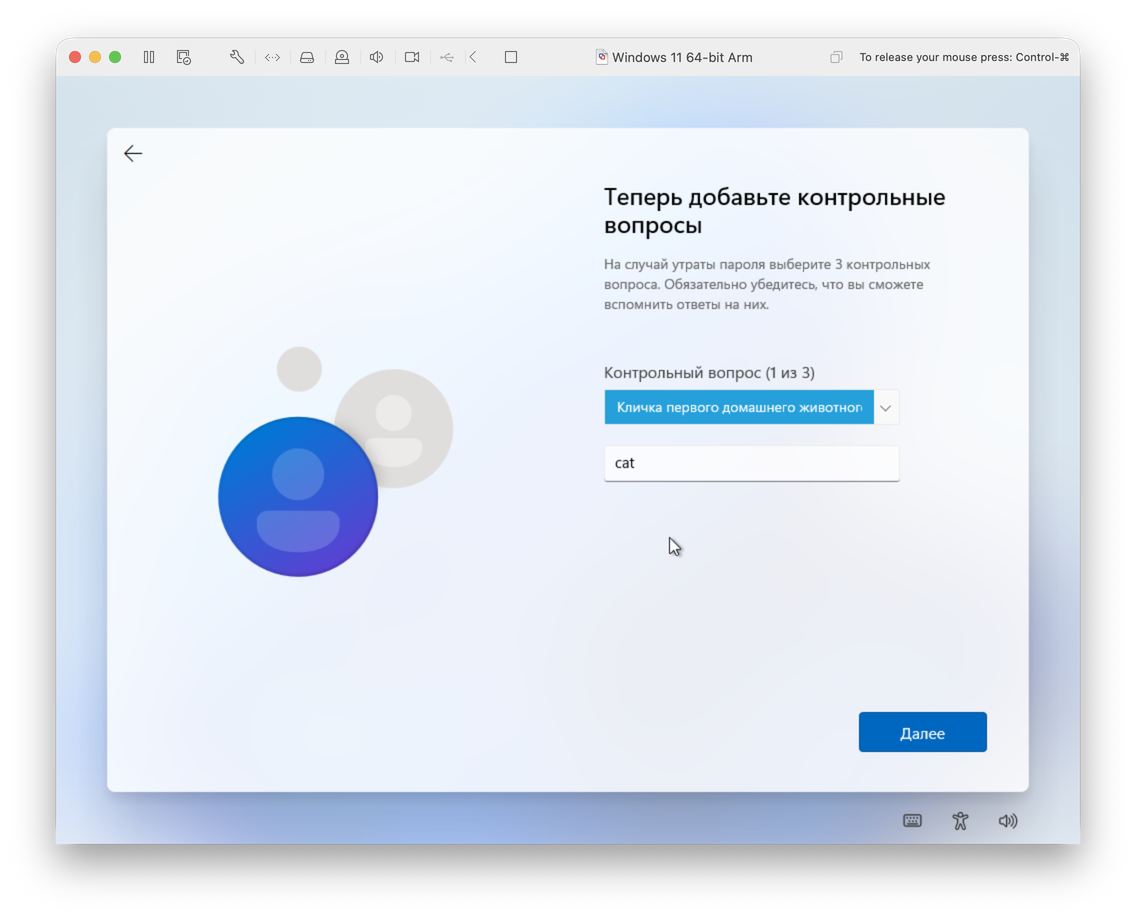 Windows 11 64-bit Arm
To release your mouse press: Control-⌘
Теперь добавьте контрольные
вопросы
На случай утраты пароля выберите 3 контрольных
вопроса. Обязательно убедитесь, что вы сможете
вспомнить ответы на них.
Контрольный вопрос (1 из 3)
Кличка первого домашнего животног
cat
Далее